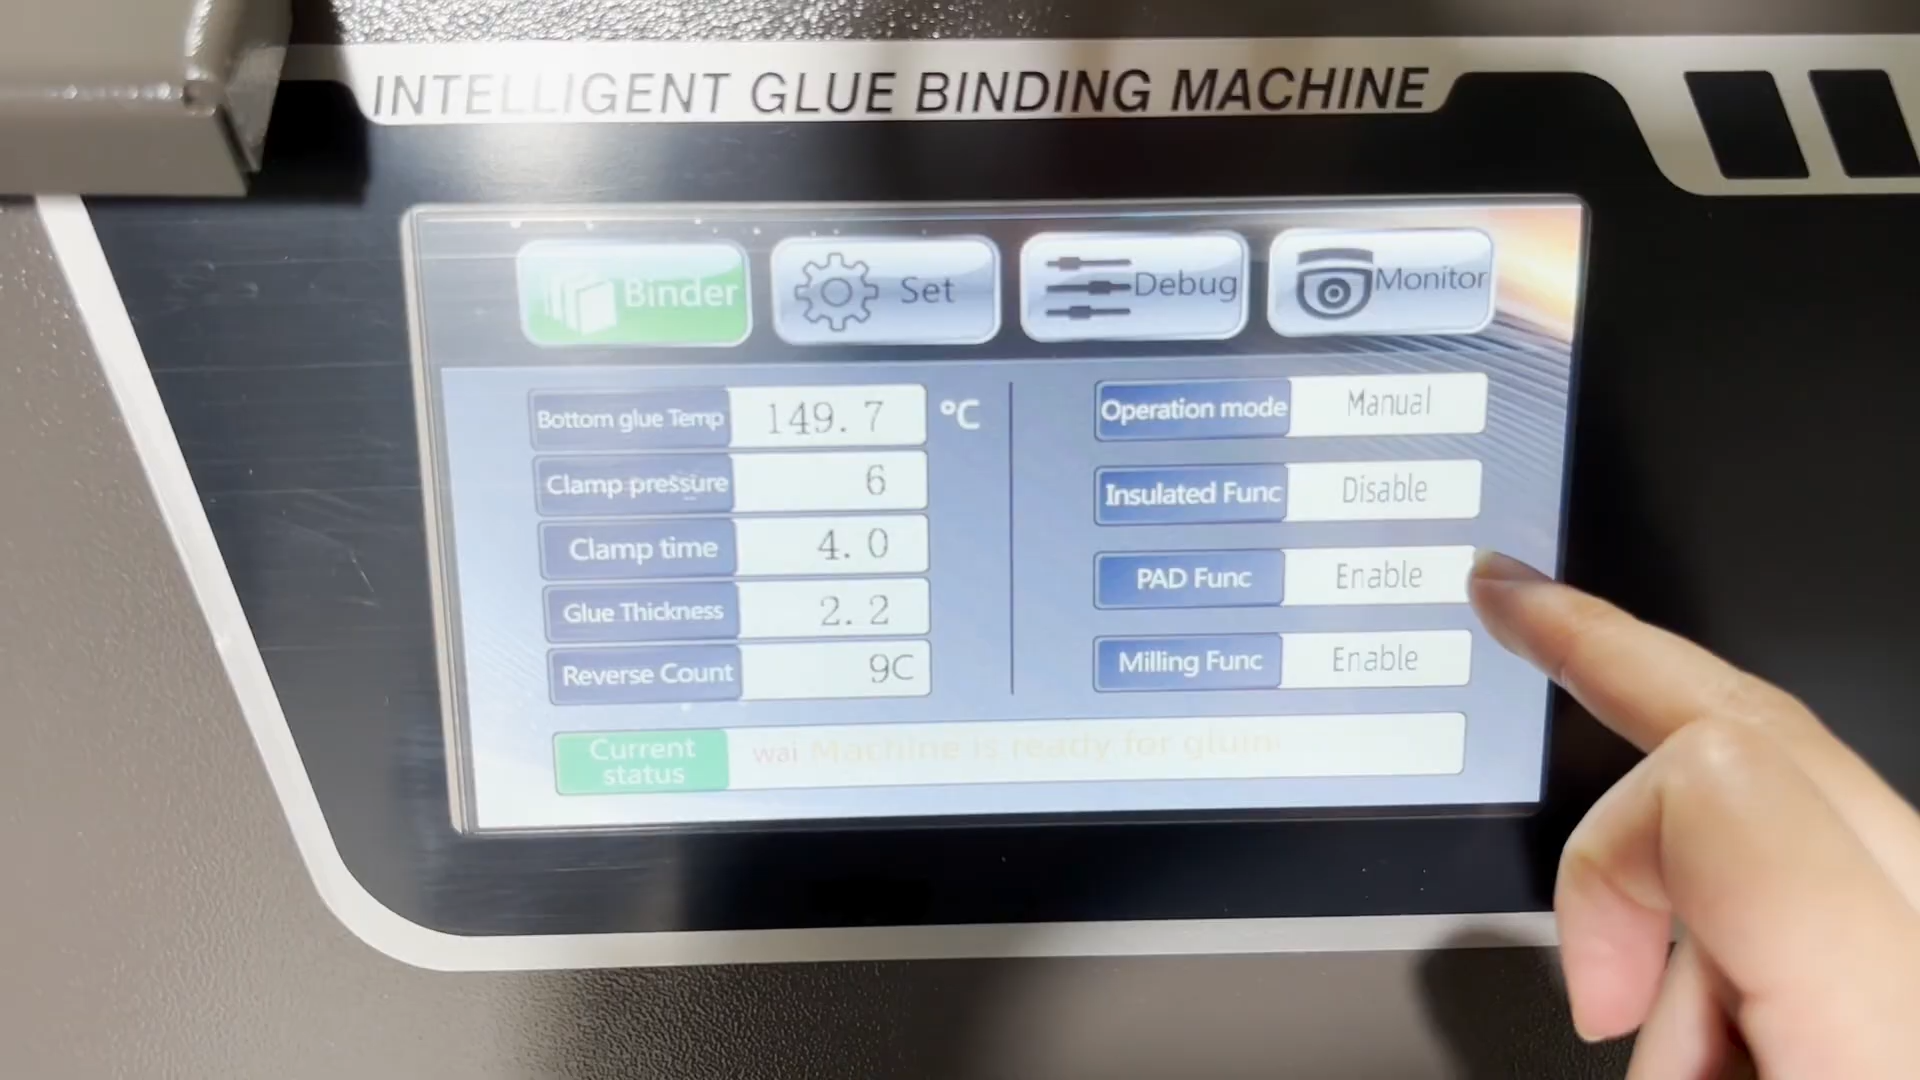 INTELLIGENT GLUE BINDING MACHINE
Binder
Set
Debug
Monitor
Bottom glue Temp 149.7 °C
Clamp pressure 6
Clamp time 4.0
Glue Thickness 2.2
Reverse Count 9C
Operation mode Manual
Insulated Func Disable
PAD Func Enable
Milling Func Enable
Current
status
wai Machine is ready for gluin